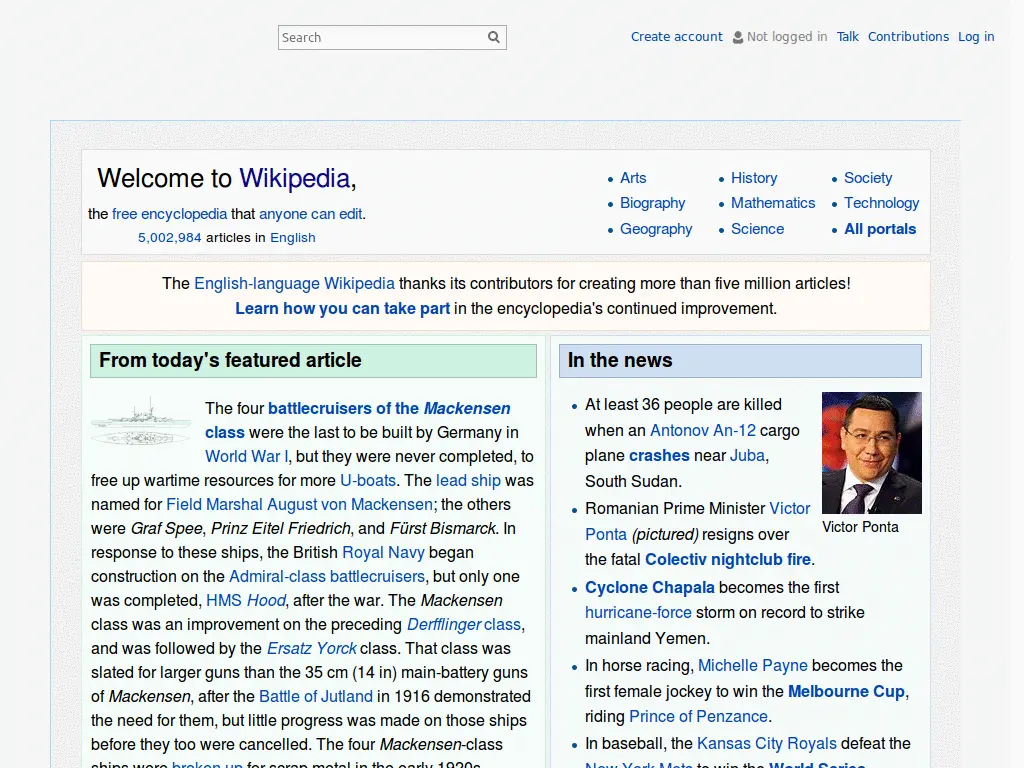 Search
Create account Not logged in Talk Contributions Log in
Welcome to Wikipedia,
the free encyclopedia that anyone can edit.
5,002,984 articles in English
Arts
Biography
Geography
History
Mathematics
Science
Society
Technology
All portals
The English-language Wikipedia thanks its contributors for creating more than five million articles!
Learn how you can take part in the encyclopedia's continued improvement.
From today's featured article
The four battlecruisers of the Mackensen
class were the last to be built by Germany in
World War I, but they were never completed, to
free up wartime resources for more U-boats. The lead ship was
named for Field Marshal August von Mackensen; the others
were Graf Spee, Prinz Eitel Friedrich, and Fürst Bismarck. In
response to these ships, the British Royal Navy began
construction on the Admiral-class battlecruisers, but only one
was completed, HMS Hood, after the war. The Mackensen
class was an improvement on the preceding Derfflinger class,
and was followed by the Ersatz Yorck class. That class was
slated for larger guns than the 35 cm (14 in) main-battery guns
of Mackensen, after the Battle of Jutland in 1916 demonstrated
the need for them, but little progress was made on those ships
before they too were cancelled. The four Mackensen-class
ships were broken up for scrap metal in the early 1920s.
In the news
At least 36 people are killed
when an Antonov An-12 cargo
plane crashes near Juba,
South Sudan.
Romanian Prime Minister Victor
Ponta (pictured) resigns over
the fatal Colectiv nightclub fire.
Victor Ponta
Cyclone Chapala becomes the first
hurricane-force storm on record to strike
mainland Yemen.
In horse racing, Michelle Payne becomes the
first female jockey to win the Melbourne Cup,
riding Prince of Penzance.
In baseball, the Kansas City Royals defeat the
New York Mets to win the World Series.